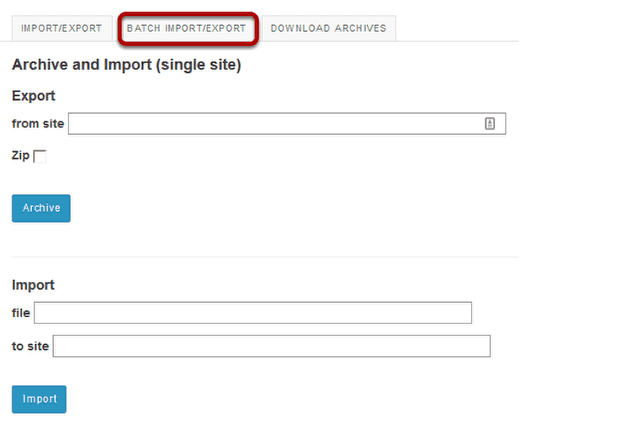 IMPORT/EXPORT BATCH IMPORT/EXPORT DOWNLOAD ARCHIVES
Archive and Import (single site)
Export
from site
Zip
Archive
Import
file
to site
Import